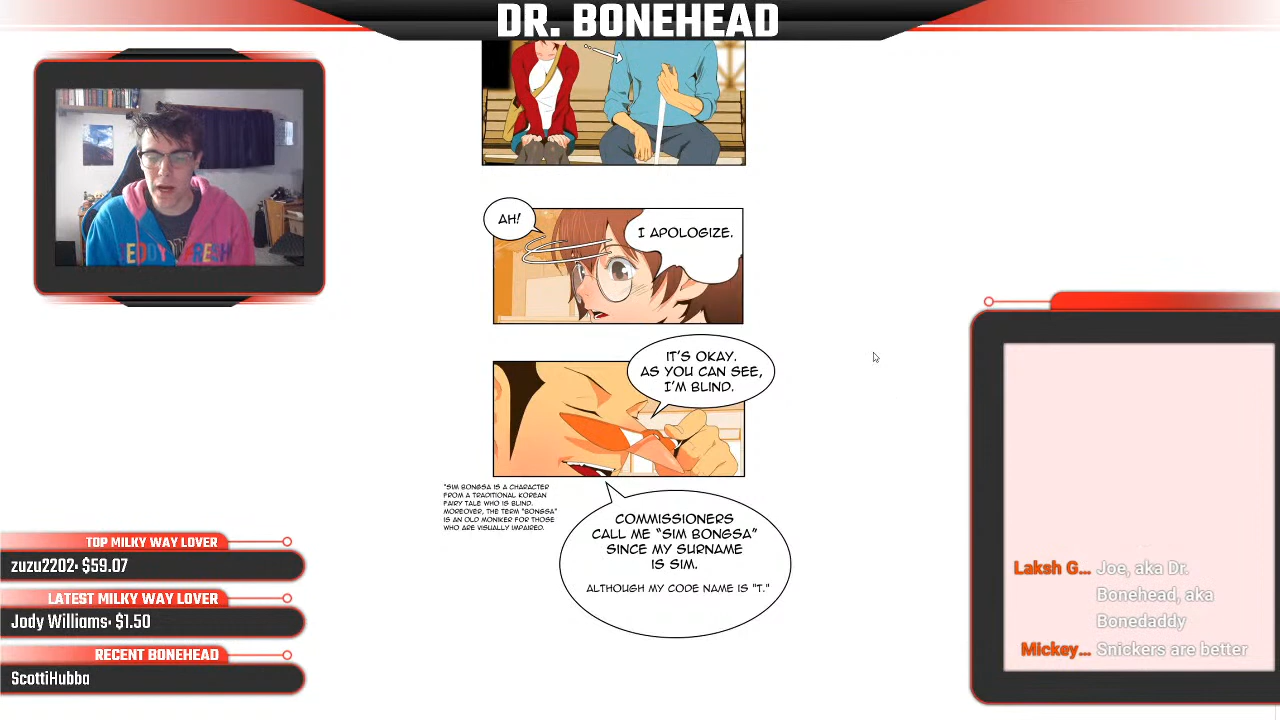 DR. BONEHEAD
TEDDY FRESH
AH!
I APOLOGIZE.
IT'S OKAY.
AS YOU CAN SEE,
I'M BLIND.
*SIM BONGSA IS A CHARACTER
FROM A TRADITIONAL KOREAN
FAIRY TALE WHO IS BLIND.
MOREOVER, THE TERM "BONGSA"
IS AN OLD MONIKER FOR THOSE
WHO ARE VISUALLY IMPAIRED.
COMMISSIONERS
CALL ME "SIM BONGSA"
SINCE MY SURNAME
IS SIM.
ALTHOUGH MY CODE NAME IS "T."
TOP MILKY WAY LOVER
zuzu2202: $59.07
LATEST MILKY WAY LOVER
Jody Williams: $1.50
RECENT BONEHEAD
ScottiHubba
Laksh G... Joe, aka Dr.
Bonehead, aka
Bonedaddy
Mickey... Snickers are better